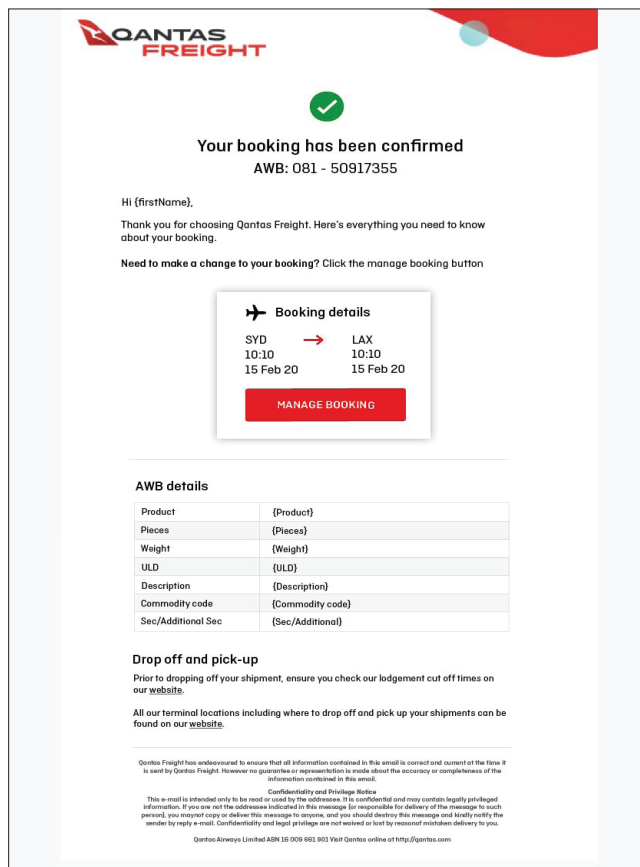 QANTAS
FREIGHT
Your booking has been confirmed
AWB: 081 - 50917355
Hi {firstName},
Thank you for choosing Qantas Freight. Here's everything you need to know
about your booking.
Need to make a change to your booking? Click the manage booking button
Booking details
SYD → LAX
10:10 10:10
15 Feb 20 15 Feb 20
MANAGE BOOKING
AWB details
Product {Product}
Pieces {Pieces}
Weight {Weight}
ULD {ULD}
Description {Description}
Commodity code {Commodity code}
Sec/Additional Sec {Sec/Additional}
Drop off and pick-up
Prior to dropping off your shipment, ensure you check our lodgement cut off times on
our website.
All our terminal locations including where to drop off and pick up your shipments can be
found on our website.
Qantas Freight has endeavoured to ensure that all information contained in this email is correct and current at the time it
is sent by Qantas Freight. However no guarantee or representation is made about the accuracy or completeness of the
information contained in this email.
Confidentiality and Privilege Notice
This e-mail is intended only to be read or used by the addressee. It is confidential and may contain legally privileged
information. If you are not the addressee indicated in this message (or responsible for delivery of the message to such
person), you maynot copy or deliver this message to anyone, and you should destroy this message and kindly notify the
sender by reply e-mail. Confidentiality and legal privilege are not waived or lost by reasonof mistaken delivery to you.
Qantas Airways Limited ABN 16 009 661 901 Visit Qantas online at http://qantas.com